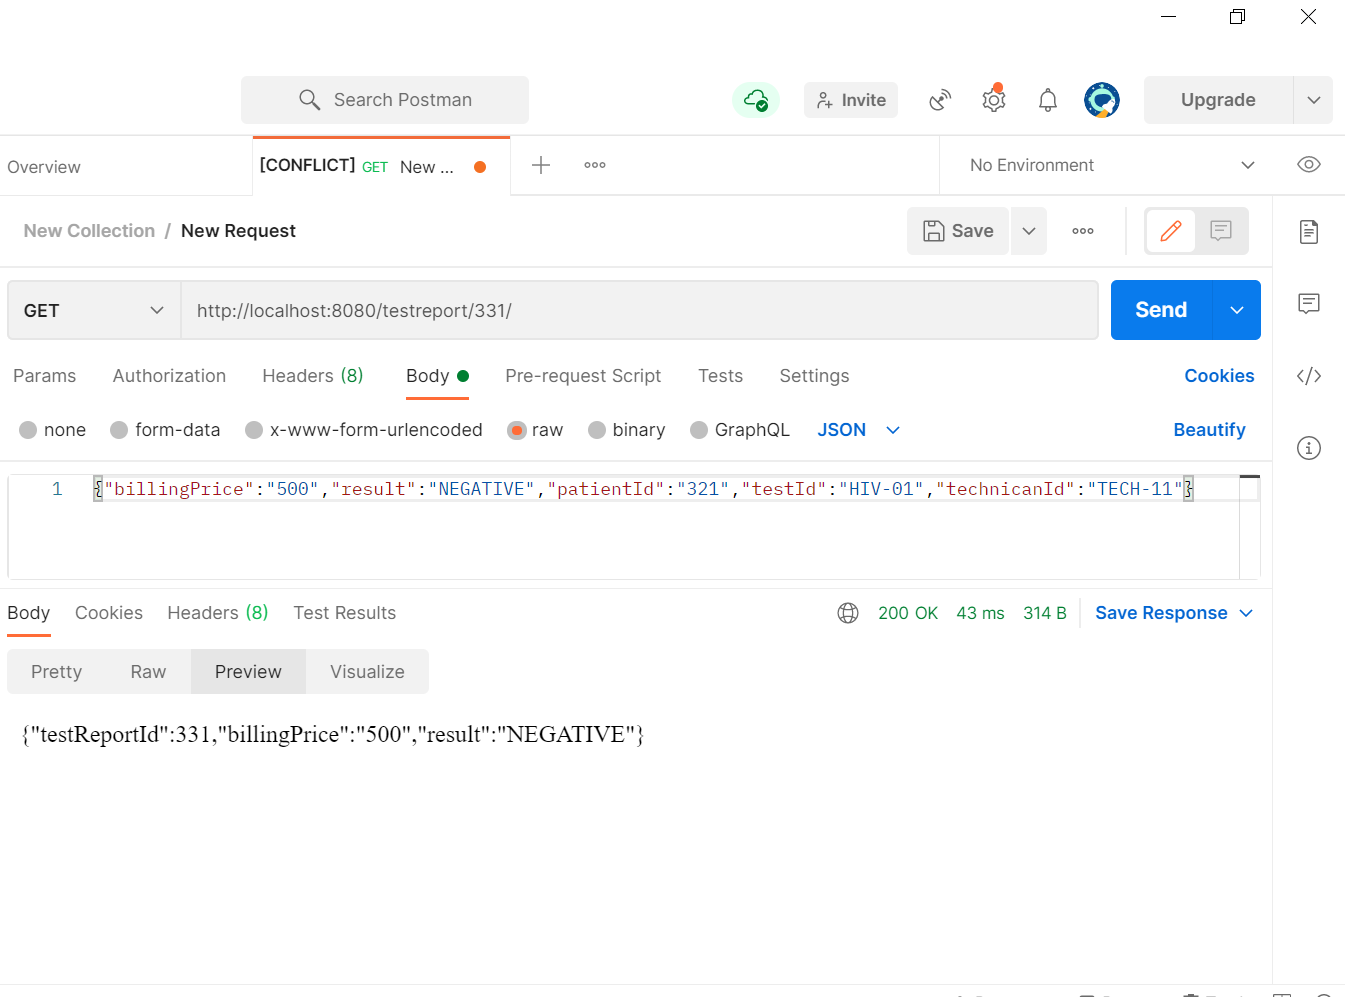 Search Postman
Invite
Upgrade
Overview
[CONFLICT] GET New ...
No Environment
New Collection / New Request
Save
GET
http://localhost:8080/testreport/331/
Send
Params Authorization Headers (8) Body Pre-request Script Tests Settings Cookies
none form-data x-www-form-urlencoded raw binary GraphQL JSON Beautify
1 {"billingPrice":"500","result":"NEGATIVE","patientId":"321","testId":"HIV-01","technicanId":"TECH-11"}
Body Cookies Headers (8) Test Results 200 OK 43 ms 314 B Save Response
Pretty Raw Preview Visualize
{"testReportId":331,"billingPrice":"500","result":"NEGATIVE"}